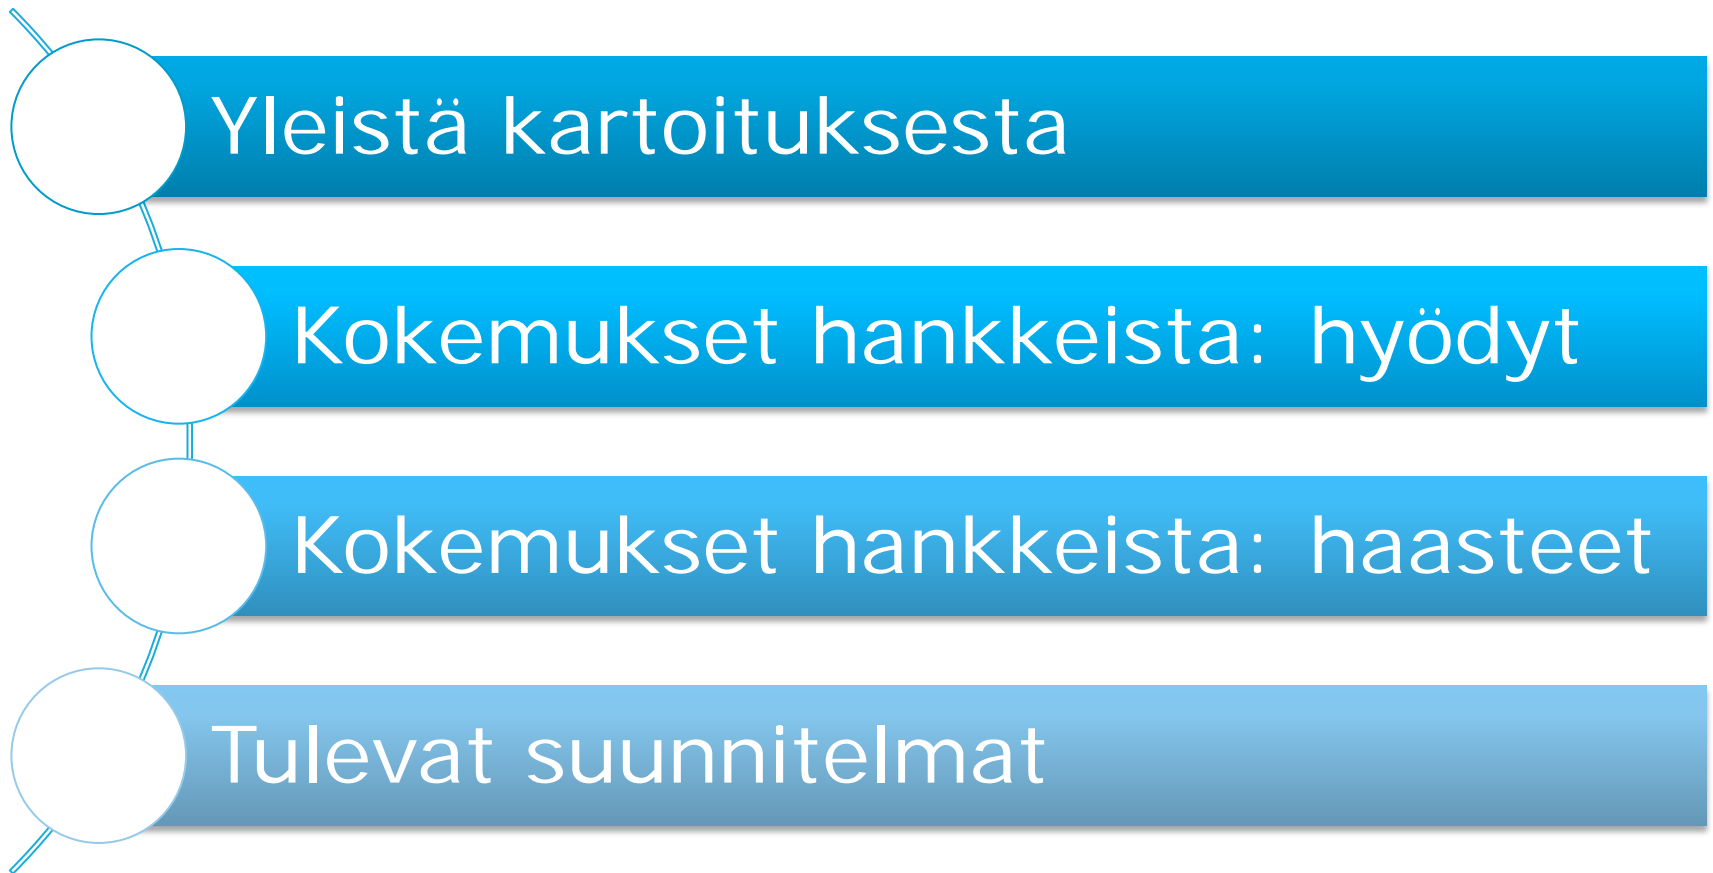 Yleistä kartoituksesta
Kokemukset hankkeista: hyödyt
Kokemukset hankkeista: haasteet
Tulevat suunnitelmat